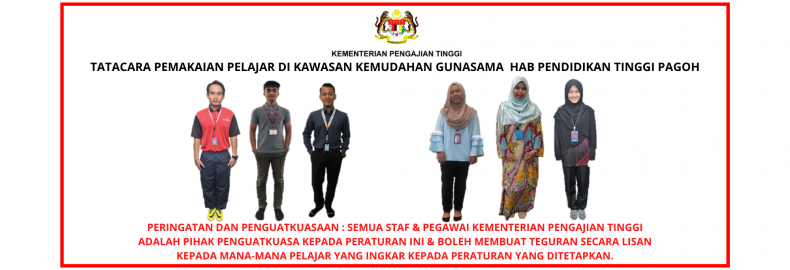 KEMENTERIAN PENGAJIAN TINGGI
TATACARA PEMAKAIAN PELAJAR DI KAWASAN KEMUDAHAN GUNASAMA HAB PENDIDIKAN TINGGI PAGOH
PERINGATAN DAN PENGUATKUASAAN : SEMUA STAF & PEGAWAI KEMENTERIAN PENGAJIAN TINGGI
ADALAH PIHAK PENGUATKUASA KEPADA PERATURAN INI & BOLEH MEMBUAT TEGURAN SECARA LISAN
KEPADA MANA-MANA PELAJAR YANG INGKAR KEPADA PERATURAN YANG DITETAPKAN.